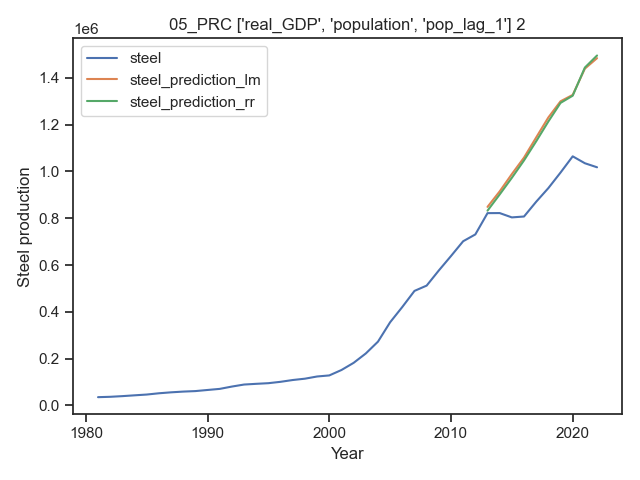 05_PRC ['real_GDP', 'population', 'pop_lag_1'] 2
1e6
steel
steel_prediction_lm
steel_prediction_rr
1.4
1.2
1.0
0.8
0.6
0.4
0.2
0.0
Steel production
1980
1990
2000
2010
2020
Year